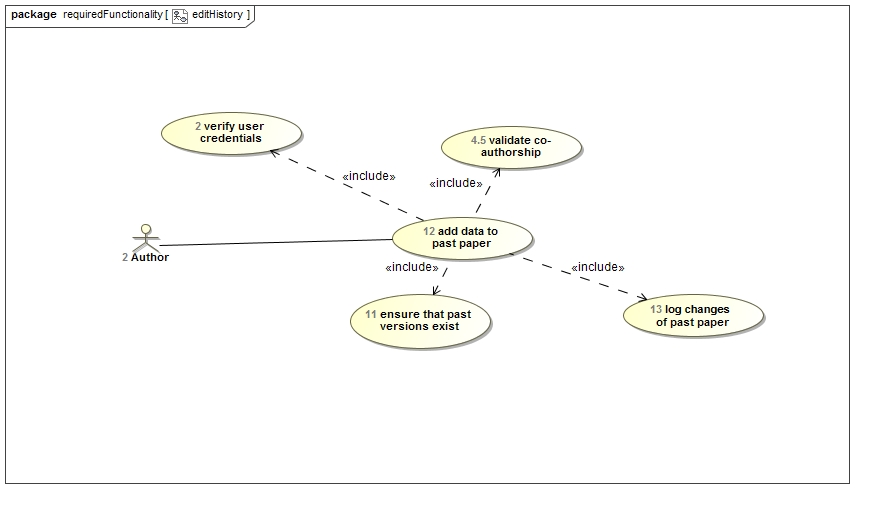 package requiredFunctionality [ editHistory ]
2 verify user
credentials
4.5 validate co-
authorship
«include»
«include»
12 add data to
past paper
2 Author
«include»
«include»
11 ensure that past
versions exist
13 log changes
of past paper